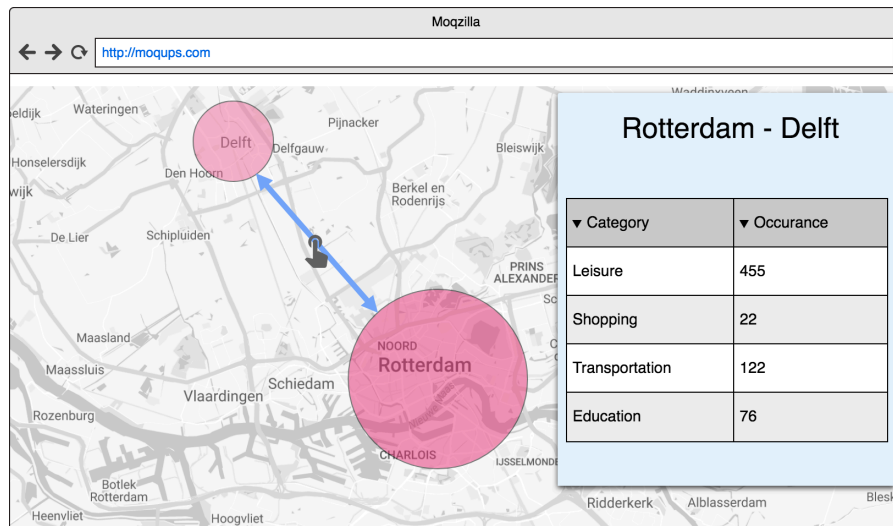 Moqzilla
http://moqups.com
Wateringen
Pijnacker
Delft
Delfgauw
Bleiswijk
Honselersdijk
Den Hoorn
wijk
Berkel en
Rodenrijs
De Lier
Schipluiden
PRINS
ALEXANDER
Maasland
NOORD
Rotterdam
Maassluis
Schiedam
Vlaardingen
Rozenburg
CHARLOIS
IJSSELMONDE
Botlek
Rotterdam
Heenvliet
Hoogvliet
Ridderkerk
Alblasserdam
Blesk
Rotterdam - Delft
▼ Category ▼ Occurance
Leisure 455
Shopping 22
Transportation 122
Education 76